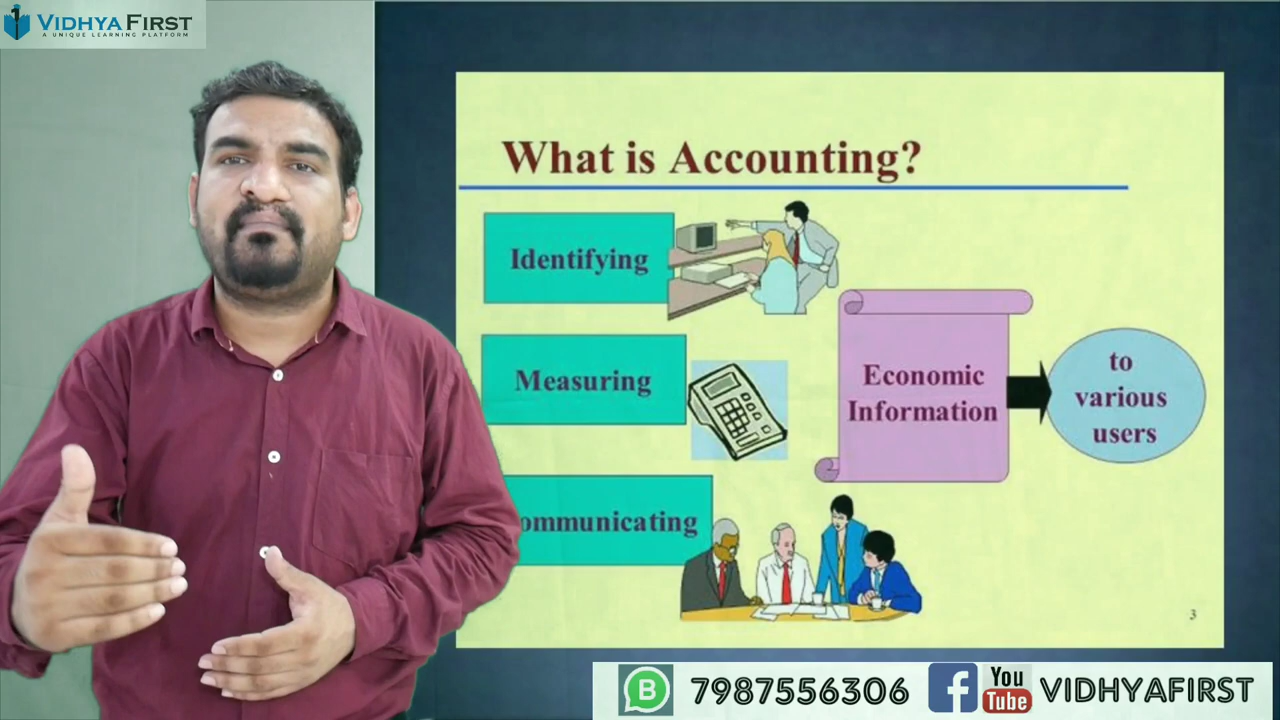 VIDHYA FIRST
A UNIQUE LEARNING PLATFORM
What is Accounting?
Identifying
Measuring
ommunicating
Economic
Information
to
various
users
3
B 7987556306 f You Tube VIDHYAFIRST